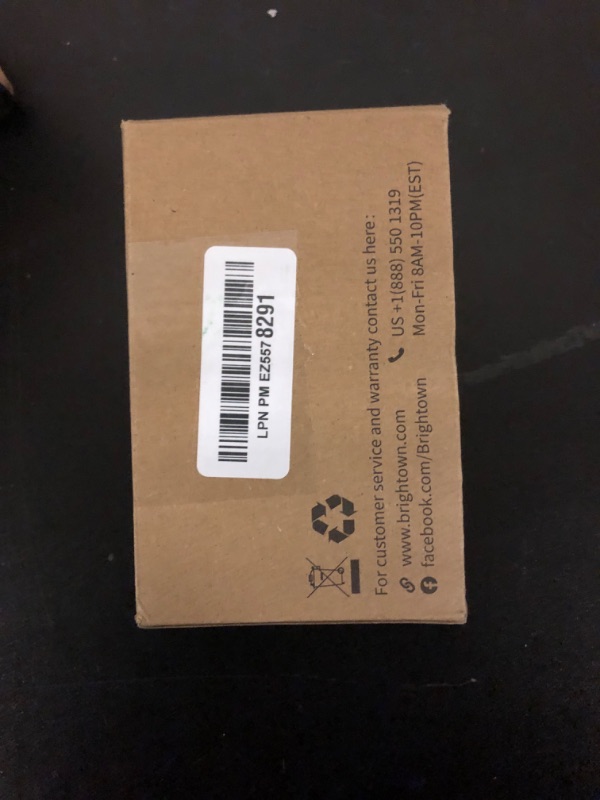 LPN PM EZ557 8291
For customer service and warranty contact us here:
www.brightown.com
US +1(888) 550 1319
facebook.com/Brightown
Mon-Fri 8AM-10PM(EST)